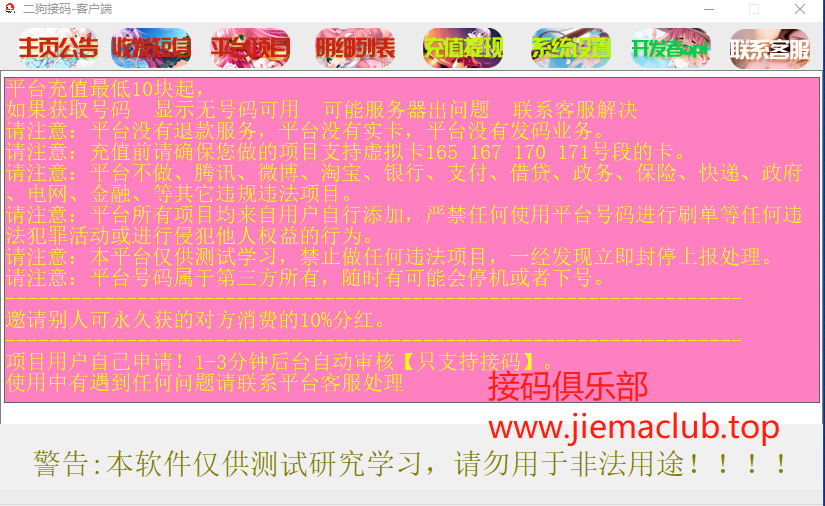 二狗接码-客户端
主页公告 收发短信 平台项目 明细列表 充值提现 系统设置 开发者api 联系客服
平台充值最低10块起，
如果获取号码 显示无号码可用 可能服务器出问题 联系客服解决
请注意：平台没有退款服务，平台没有实卡，平台没有发码业务。
请注意：充值前请确保您做的项目支持虚拟卡165 167 170 171号段的卡。
请注意：平台不做、腾讯、微博、淘宝、银行、支付、借贷、政务、保险、快递、政府
、电网、金融、等其它违规违法项目。
请注意：平台所有项目均来自用户自行添加，严禁任何使用平台号码进行刷单等任何违
法犯罪活动或进行侵犯他人权益的行为。
请注意：本平台仅供测试学习，禁止做任何违法项目，一经发现立即封停上报处理。
请注意：平台号码属于第三方所有，随时有可能会停机或者下号。
----------------------------------------------------------------------
邀请别人可永久获的对方消费的10%分红。
----------------------------------------------------------------------
项目用户自己申请！1-3分钟后台自动审核【只支持接码】。
使用中有遇到任何问题请联系平台客服处理
接码俱乐部
www.jiemaclub.top
警告:本软件仅供测试研究学习，请勿用于非法用途！！！！